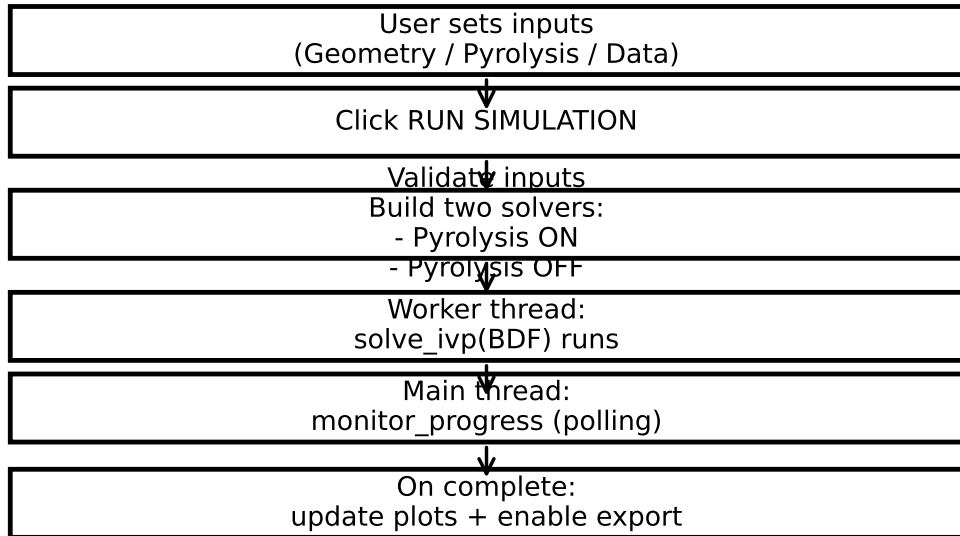 User sets inputs
(Geometry / Pyrolysis / Data)
Click RUN SIMULATION
Validate inputs
Build two solvers:
- Pyrolysis ON
- Pyrolysis OFF
Worker thread:
solve_ivp(BDF) runs
Main thread:
monitor_progress (polling)
On complete:
update plots + enable export